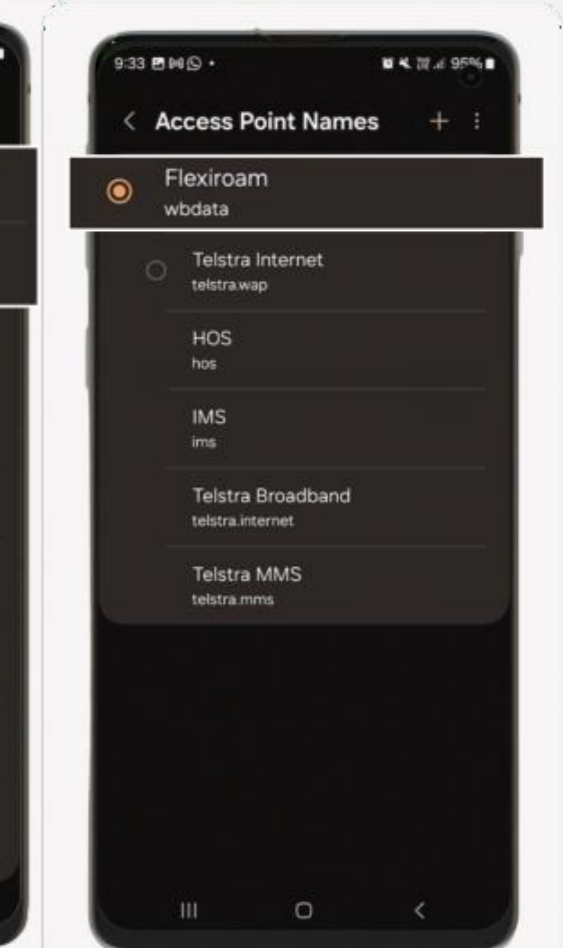 9:33
95%
Access Point Names
Flexiroam
wbdata
Telstra Internet
telstra.wap
HOS
hos
IMS
ims
Telstra Broadband
telstra.internet
Telstra MMS
telstra.mms